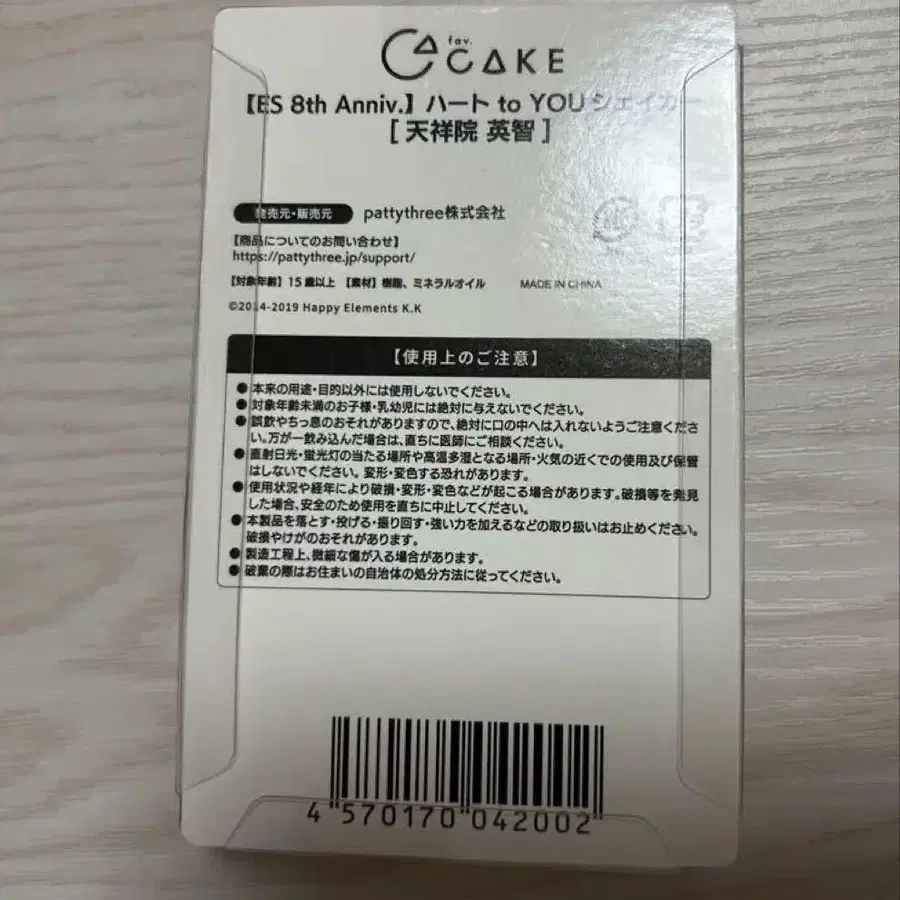 fav.
CAKE
【ES 8th Anniv.】ハート to YOU シェイカー
[ 天祥院 英智 ]
発売元・販売元 pattythree株式会社
【商品についてのお問い合わせ】
https://pattythree.jp/support/
【対象年齢】15歳以上 【素材】樹脂、ミネラルオイル MADE IN CHINA
©2014-2019 Happy Elements K.K
【使用上のご注意】
●本来の用途・目的以外には使用しないでください。
●対象年齢未満のお子様・乳幼児には絶対に与えないでください。
●誤飲やちっ息のおそれがありますので、絶対に口の中へは入れないようご注意くださ
い。万が一飲み込んだ場合は、直ちに医師にご相談ください。
●直射日光・蛍光灯の当たる場所や高温多湿となる場所・火気の近くでの使用及び保管
はしないでください。変形・変色する恐れがあります。
●使用状況や経年により破損・変形・変色などが起こる場合があります。破損等を発見
した場合、安全のため使用を直ちに中止してください。
●本製品を落とす・投げる・振り回す・強い力を加えるなどの取り扱いはお止めください。
破損やけがのおそれがあります。
●製造工程上、微細な傷が入る場合があります。
●破棄の際はお住まいの自治体の処分方法に従ってください。
4 570170 042002